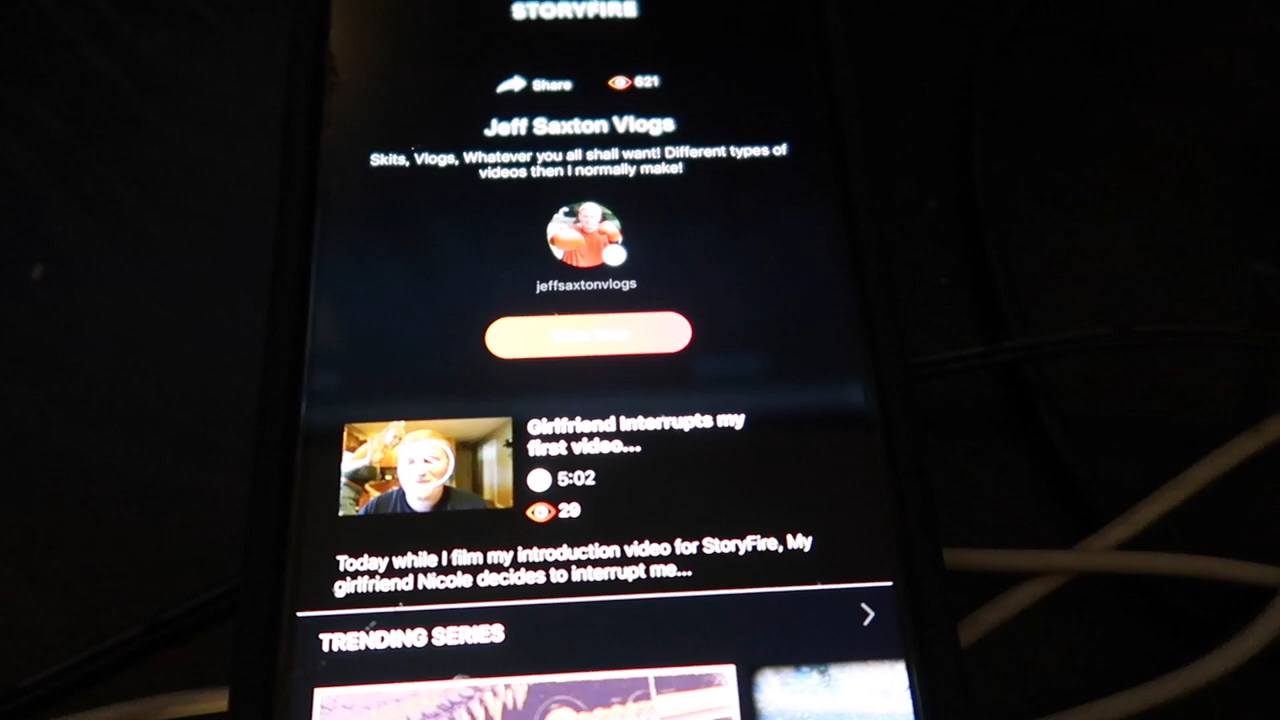 STORYFIRE
Share 621
Jeff Saxton Vlogs
Skits, Vlogs, Whatever you all shall want! Different types of
videos then I normally make!
jeffsaxtonvlogs
Girlfriend Interrupts my
first video...
5:02
29
Today while I film my introduction video for StoryFire, My
girlfriend Nicole decides to interrupt me...
TRENDING SERIES